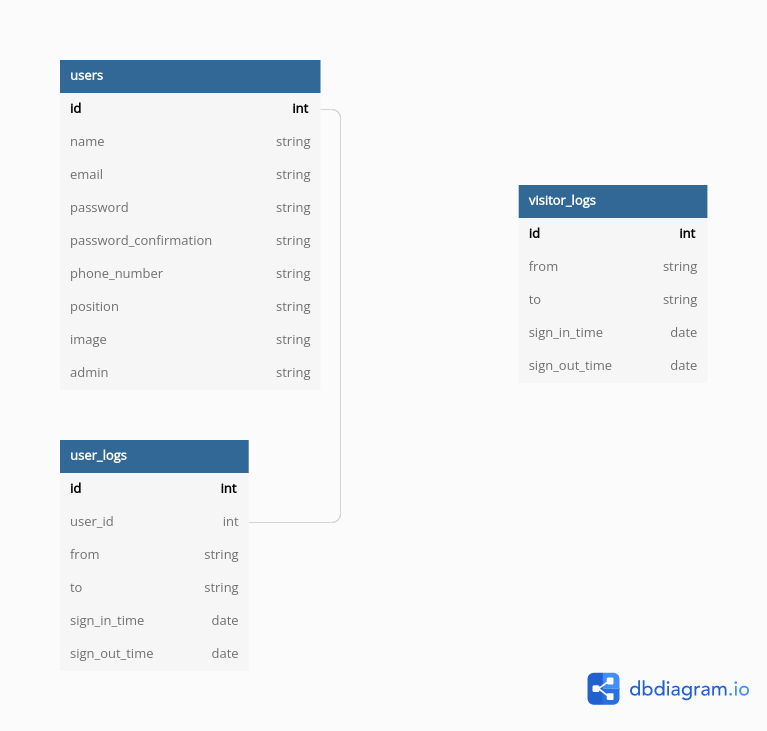 users
id int
name string
email string
password string
password_confirmation string
phone_number string
position string
image string
admin string
visitor_logs
id int
from string
to string
sign_in_time date
sign_out_time date
user_logs
id int
user_id int
from string
to string
sign_in_time date
sign_out_time date
dbdiagram.io